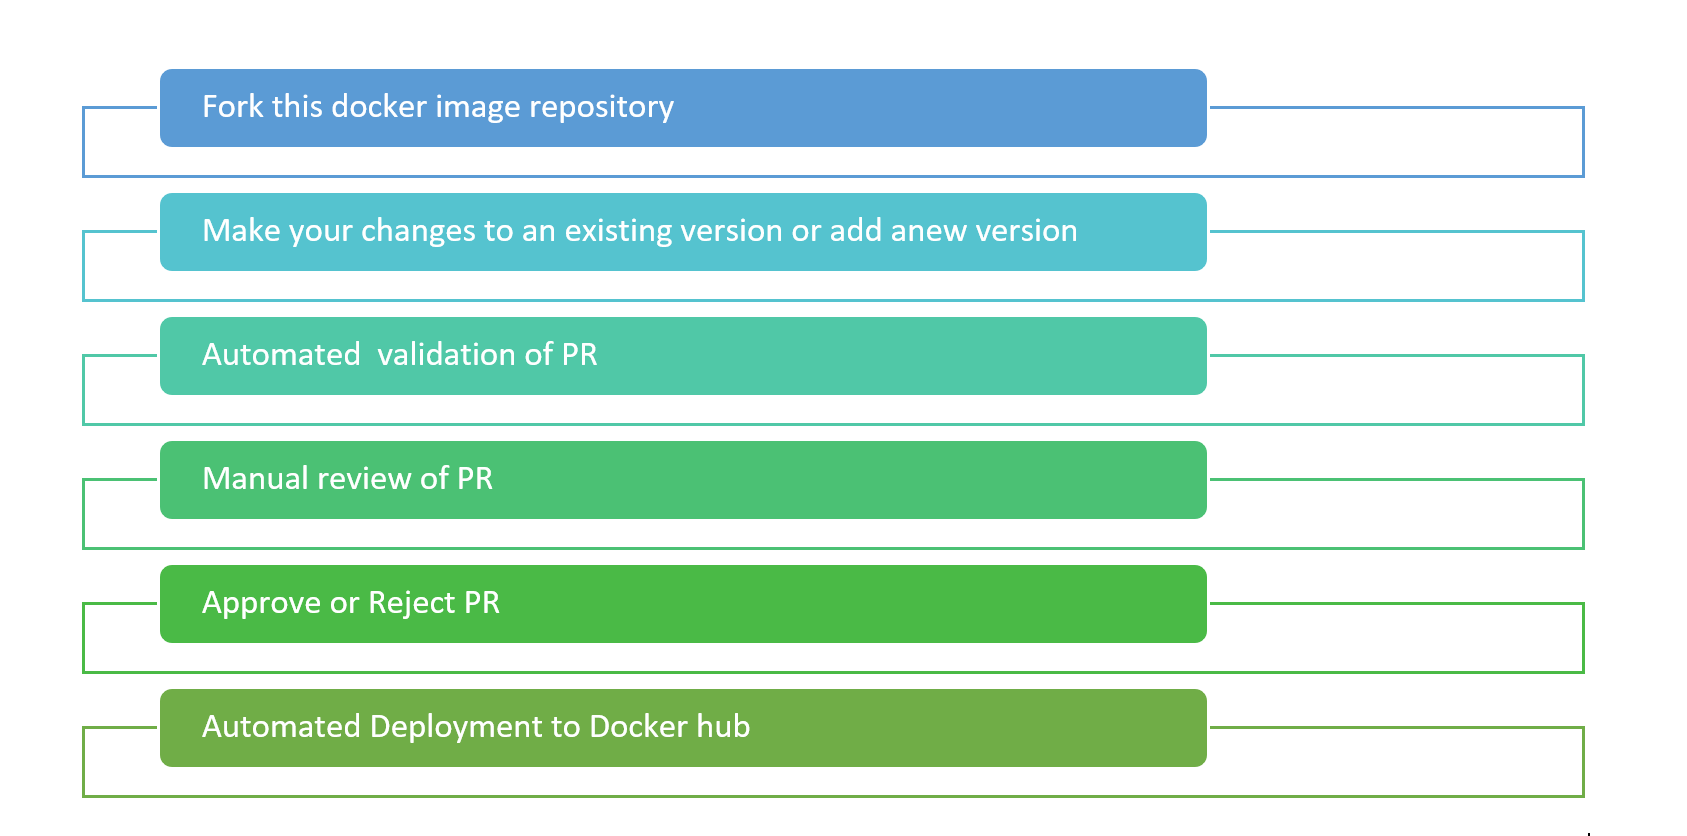 Fork this docker image repository
Make your changes to an existing version or add anew version
Automated  validation of PR
Manual review of PR
Approve or Reject PR
Automated Deployment to Docker hub